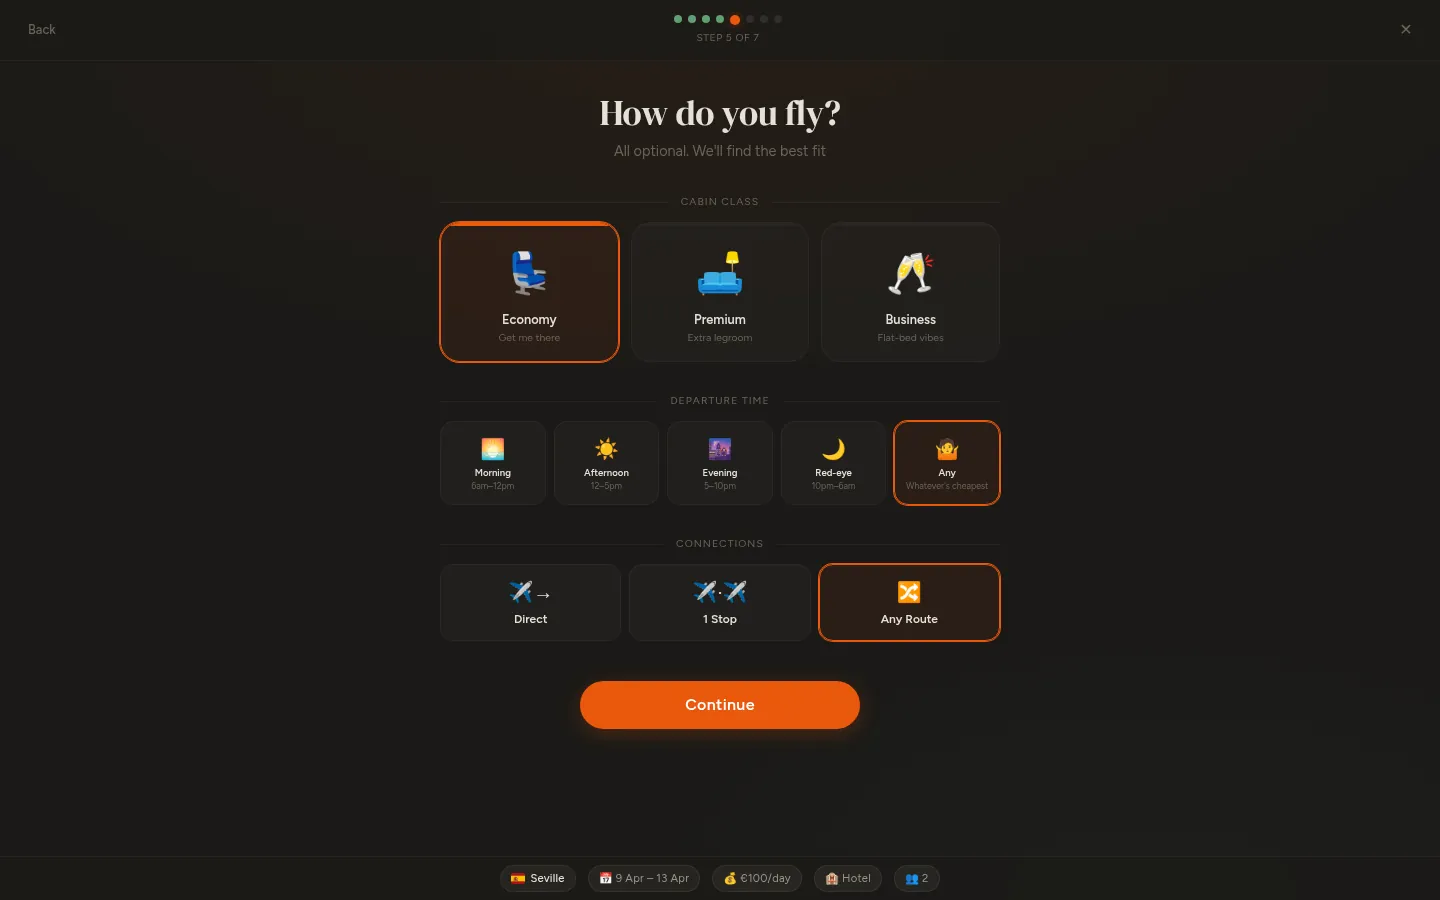 Back
STEP 5 OF 7
✕
How do you fly?
All optional. We'll find the best fit
CABIN CLASS
Economy
Get me there
Premium
Extra legroom
Business
Flat-bed vibes
DEPARTURE TIME
Morning
6am–12pm
Afternoon
12–5pm
Evening
5–10pm
Red-eye
10pm–6am
Any
Whatever's cheapest
CONNECTIONS
Direct
1 Stop
Any Route
Continue
Seville
9 Apr – 13 Apr
€100/day
Hotel
2